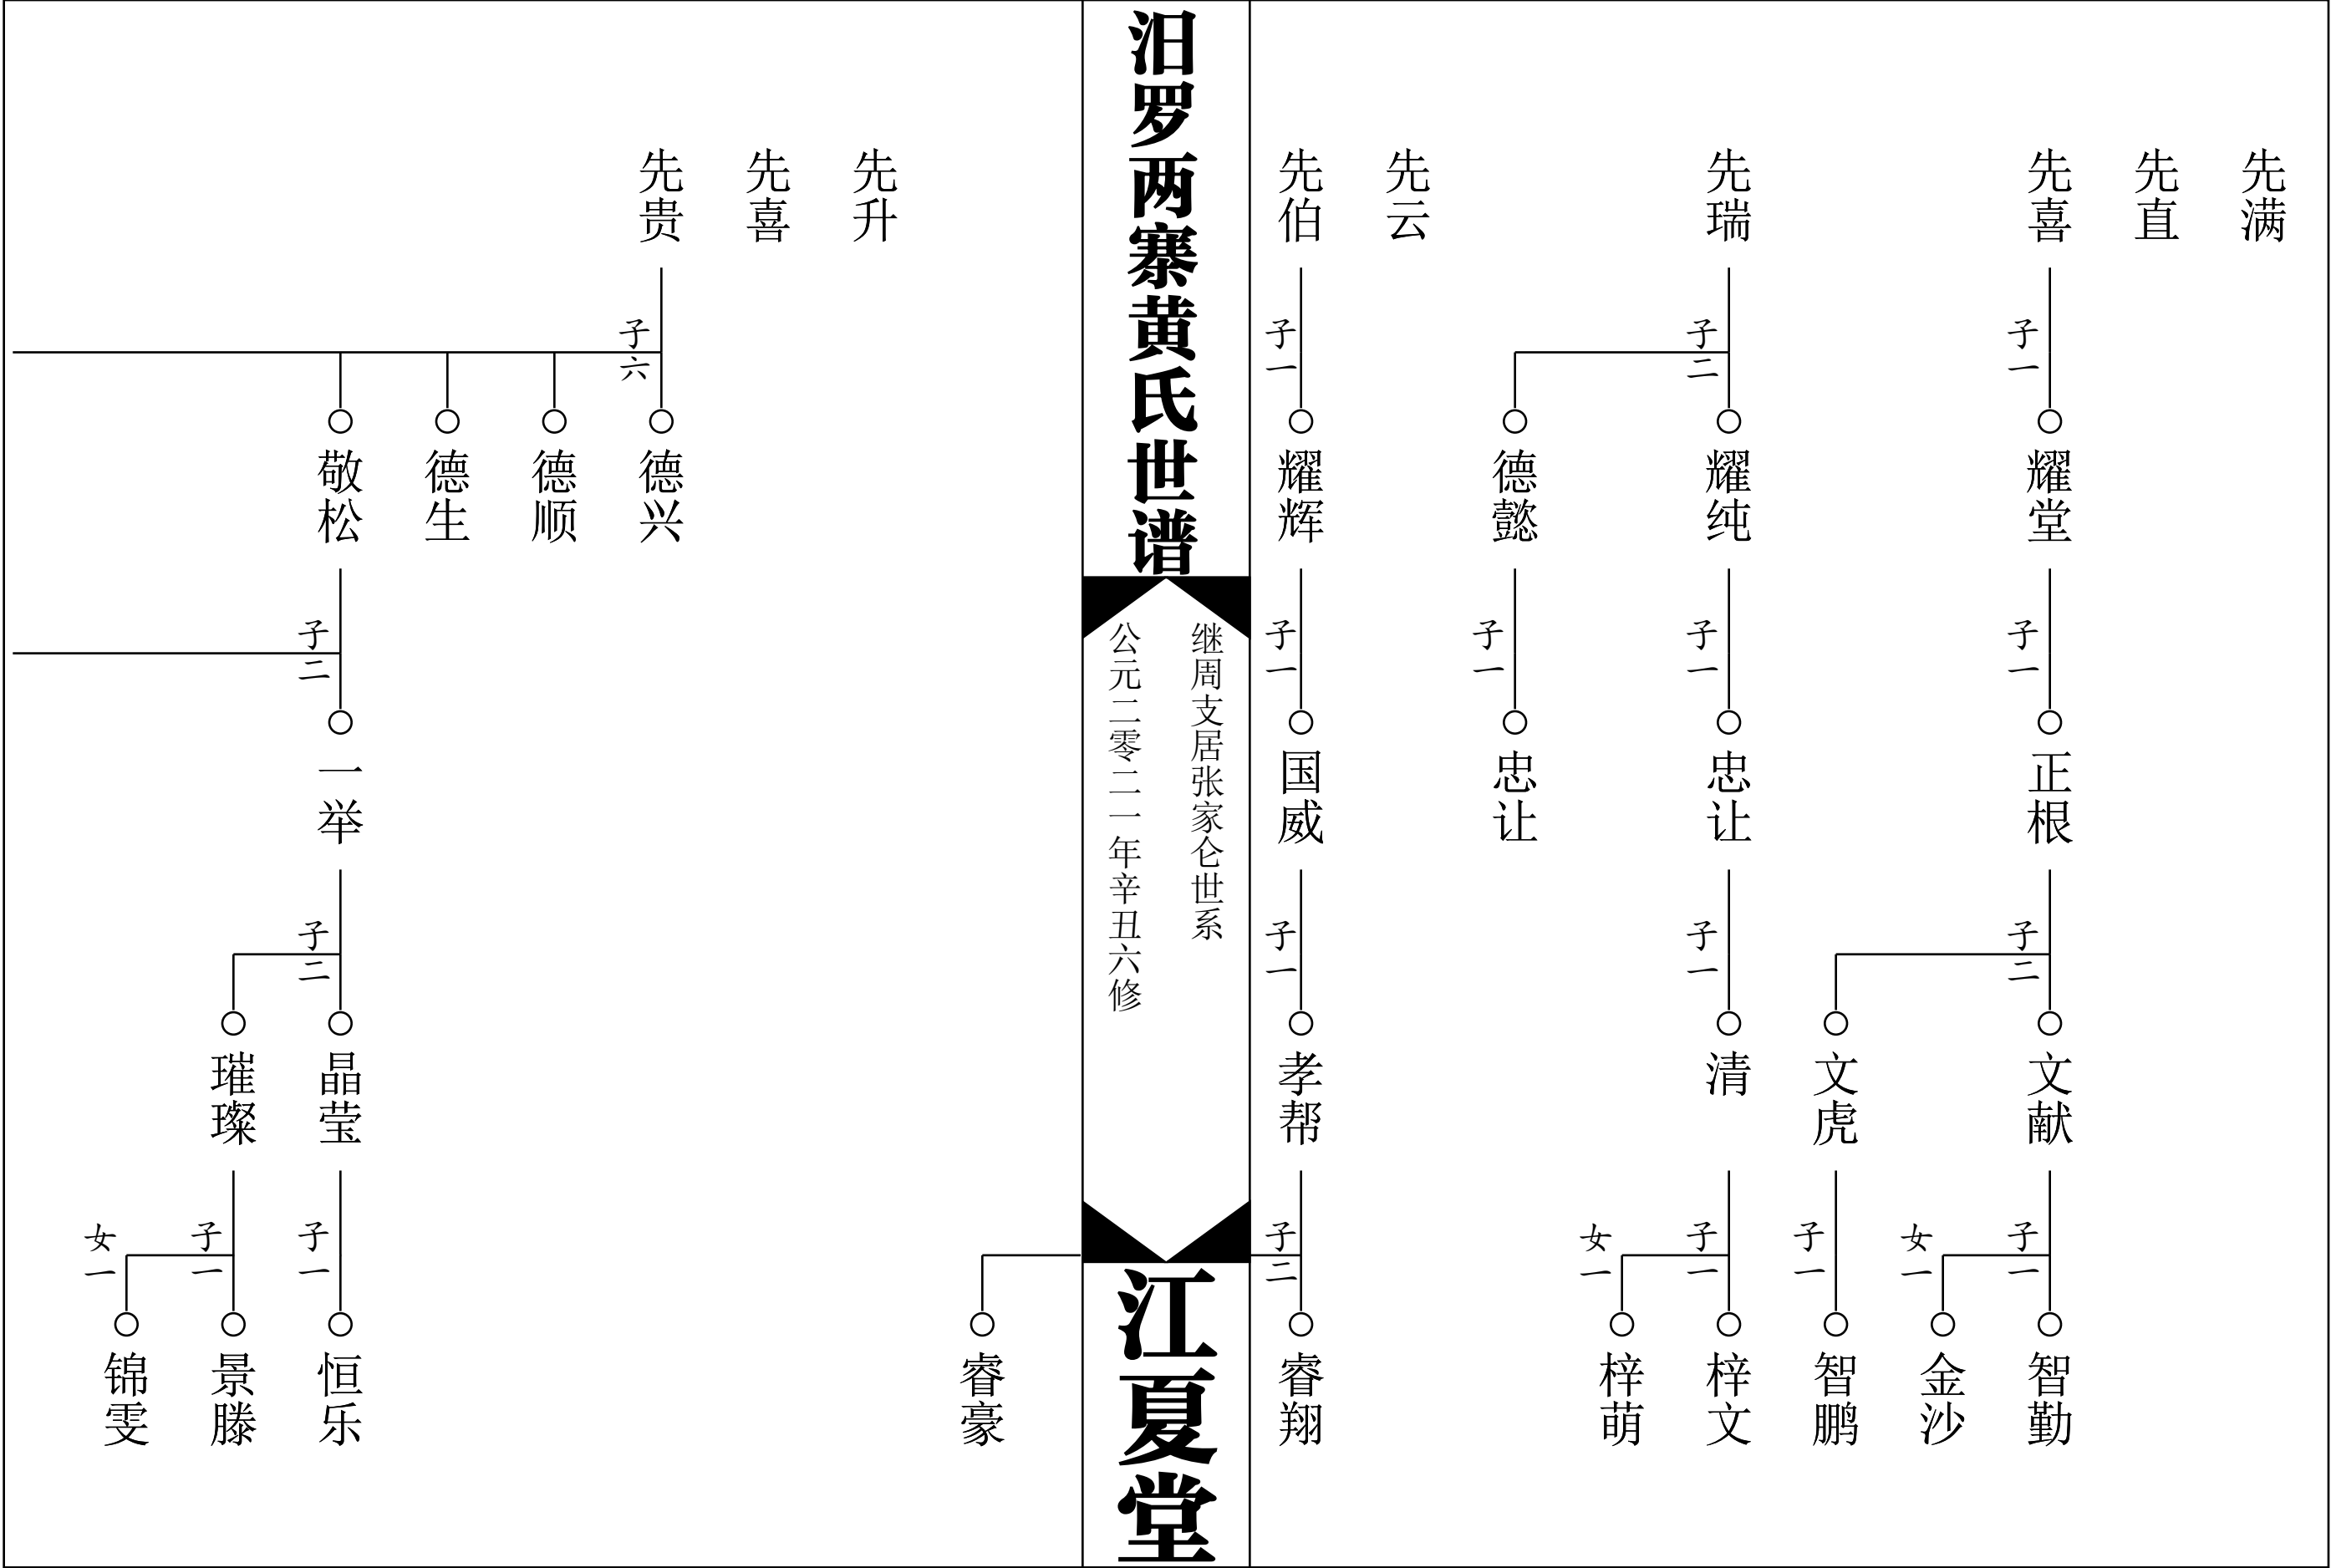 先满
先直
先喜
子一
耀堂
子一
正根
子二
文献
子一
智勤
女一
金沙
文虎
子一
智鹏
先瑞
子二
耀纯
子一
忠让
子一
清
子一
梓文
女一
梓萌
德懿
子一
忠让
先云
先伯
子一
耀辉
子一
国威
子一
孝帮
子二
睿翔
汨罗两寨黄氏世谱
继周支居张家仑世系
公元二零二一年辛丑六修
江夏堂
睿豪
先升
先喜
先贵
子六
德兴
德顺
德生
敬松
子二
一举
子二
晶莹
子一
恒乐
璀璨
子一
景滕
女一
锦雯